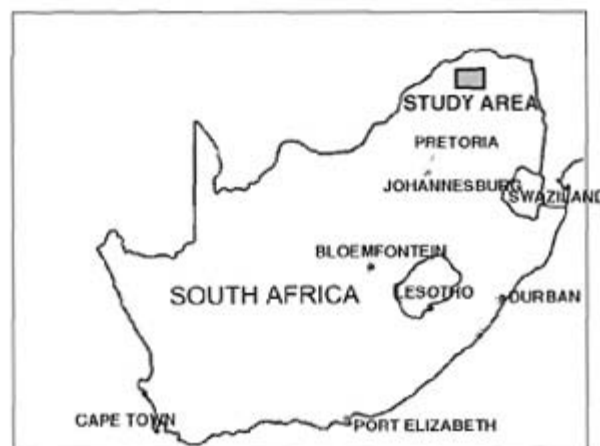 STUDY AREA
PRETORIA
JOHANNESBURG
SWAZILAND
BLOEMFONTEIN
SOUTH AFRICA
LESOTHO
DURBAN
CAPE TOWN
PORT ELIZABETH